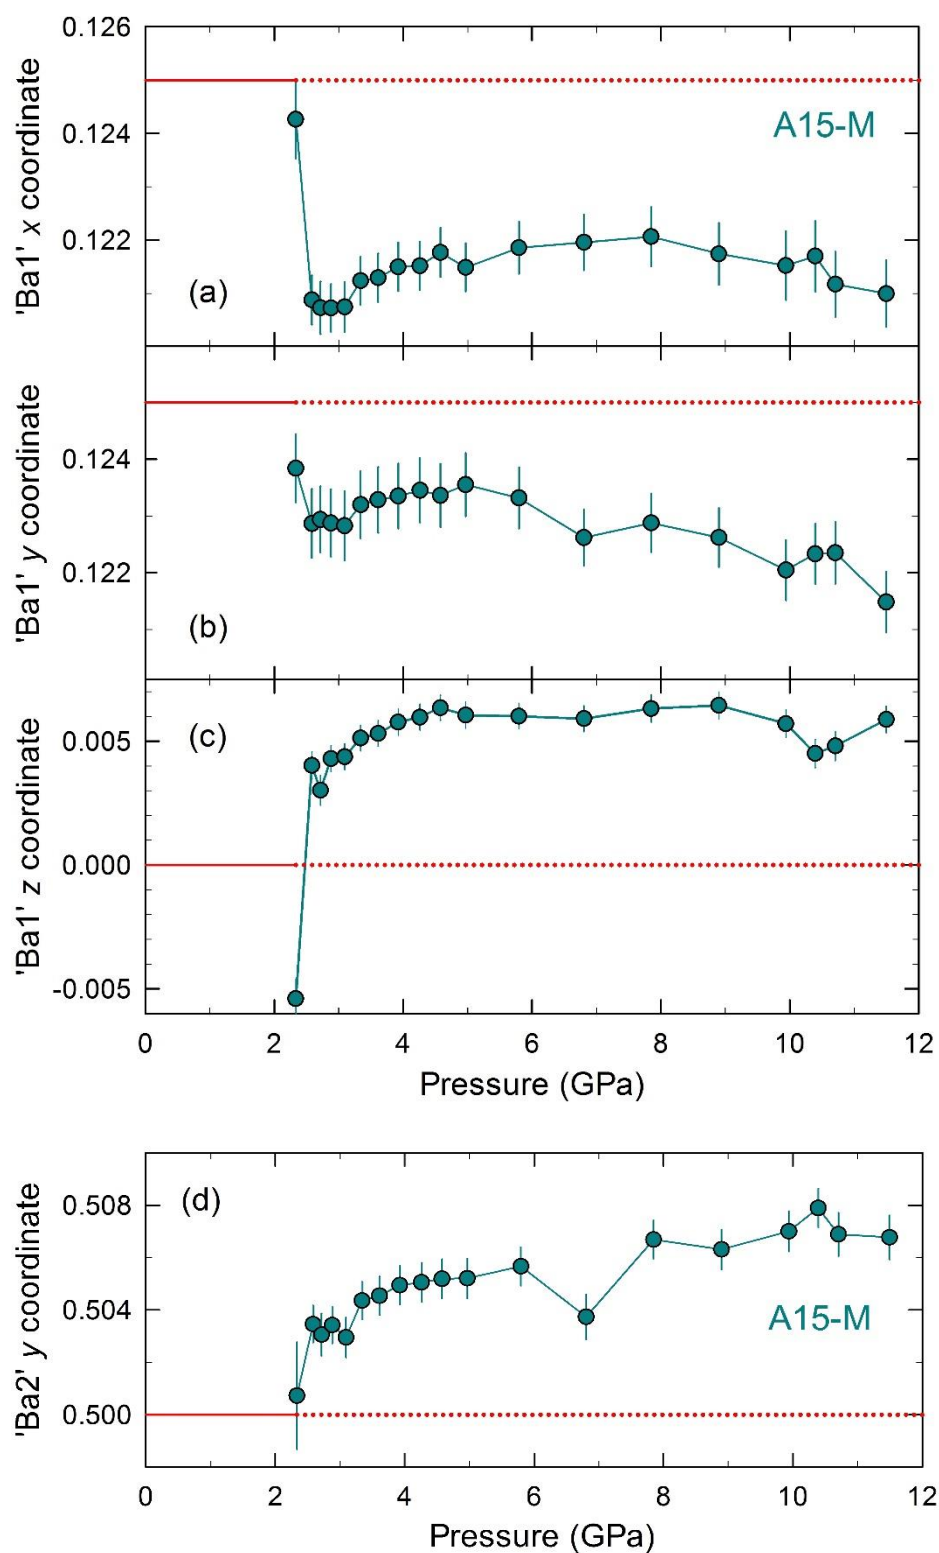 0.126
0.124
0.122
'Ba1' x coordinate
A15-M
(a)
0.124
0.122
'Ba1' y coordinate
(b)
0.005
0.000
-0.005
'Ba1' z coordinate
(c)
0 2 4 6 8 10 12
Pressure (GPa)
0.508
0.504
0.500
'Ba2' y coordinate
(d)
A15-M
0 2 4 6 8 10 12
Pressure (GPa)